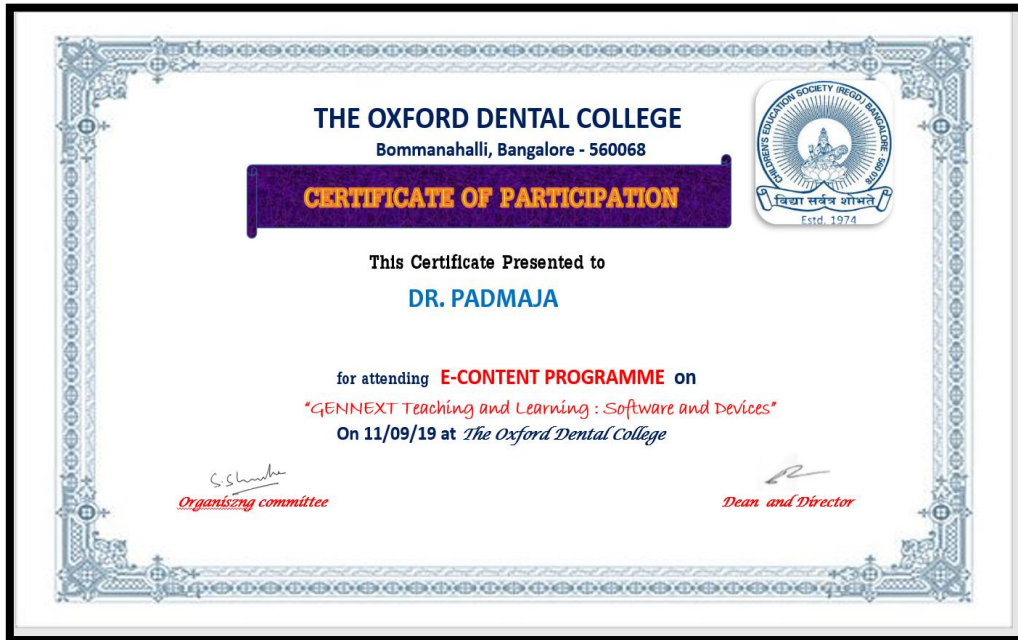 THE OXFORD DENTAL COLLEGE
Bommanahalli, Bangalore - 560068
CHILDREN'S EDUCATION SOCIETY (REGD.) BANGALORE - 560 078
विद्या सर्वत्र शोभते
Estd. 1974
CERTIFICATE OF PARTICIPATION
This Certificate Presented to
DR. PADMAJA
for attending E-CONTENT PROGRAMME on
"GENNEXT Teaching and Learning : Software and Devices"
On 11/09/19 at The Oxford Dental College
Organiszng committee
Dean and Director